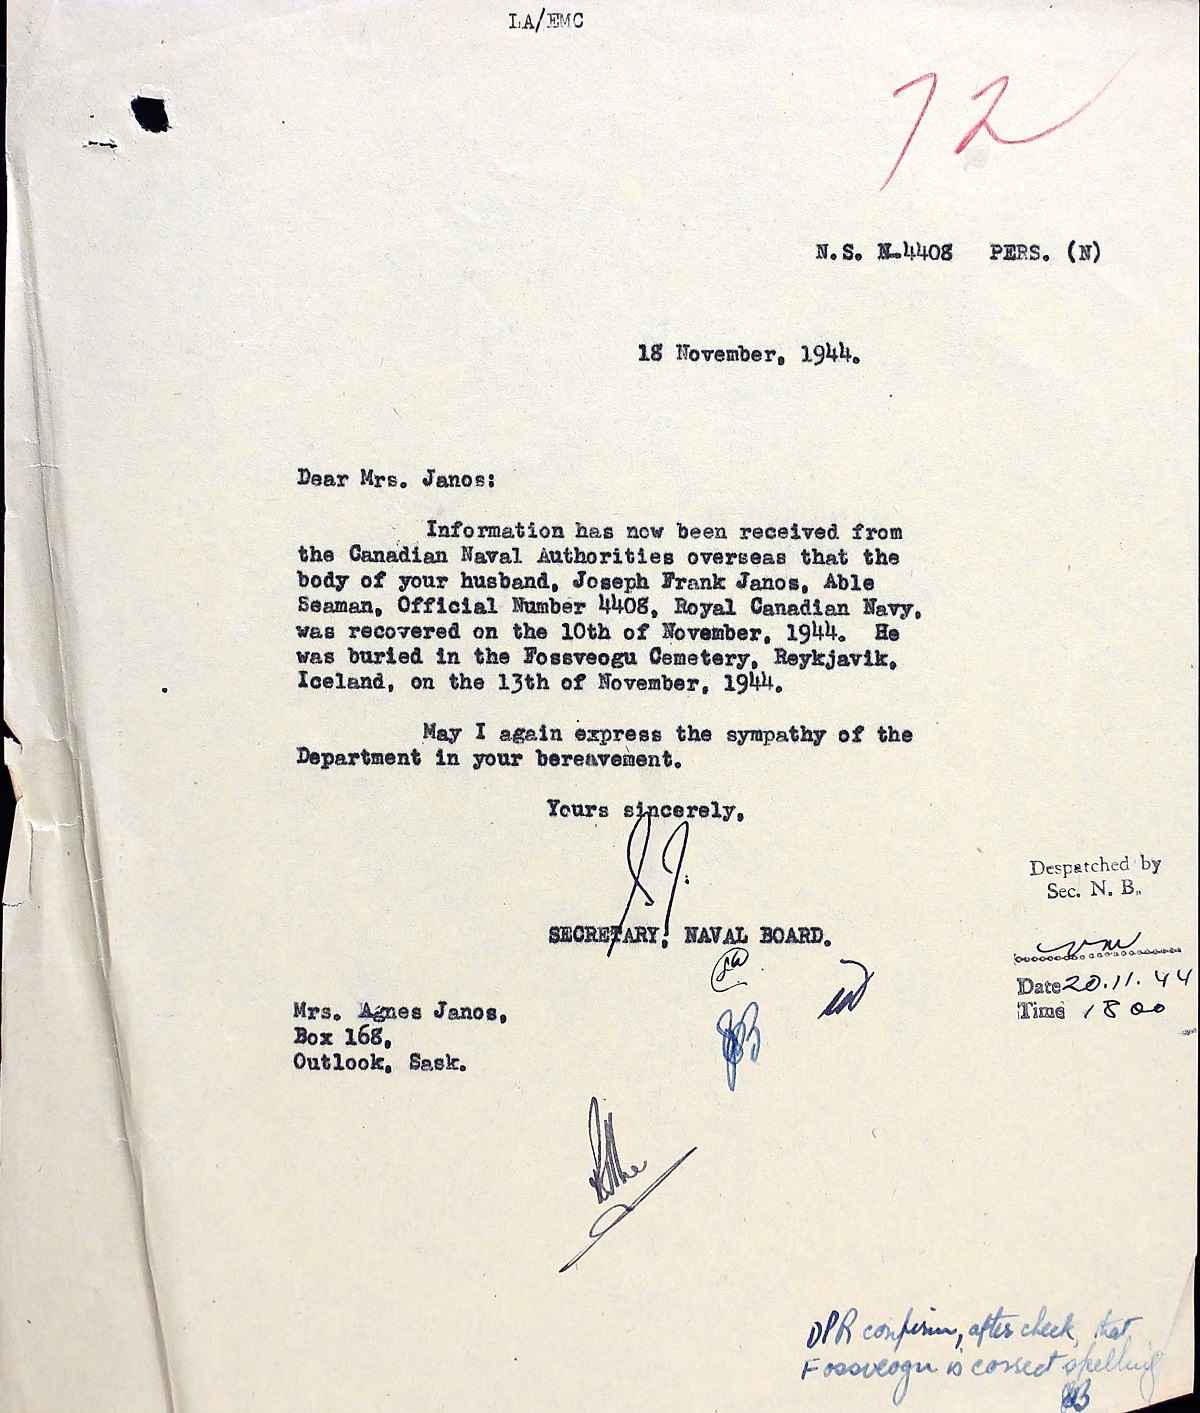 LA/EMC
72
N.S. N-4408 PERS. (N)
18 November, 1944.
Dear Mrs. Janos:
Information has now been received from
the Canadian Naval Authorities overseas that the
body of your husband, Joseph Frank Janos, Able
Seaman, Official Number 4408, Royal Canadian Navy,
was recovered on the 10th of November, 1944. He
was buried in the Fossveogu Cemetery, Reykjavik,
Iceland, on the 13th of November, 1944.
May I again express the sympathy of the
Department in your bereavement.
Yours sincerely,
SECRETARY, NAVAL BOARD.
Despatched by
Sec. N. B.
Date 20.11.44
Time 1800
Mrs. Agnes Janos,
Box 168,
Outlook, Sask.
DPR confirm, after check, that
Fossveogu is correct spelling